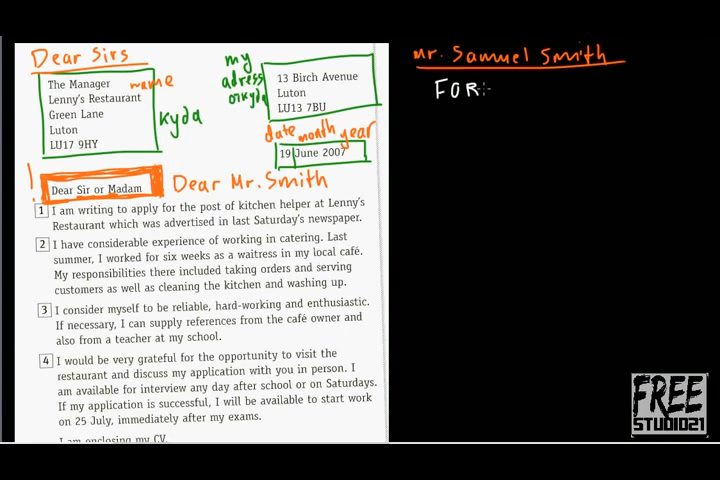 Dear Sirs
The Manager name
Lenny's Restaurant
Green Lane
Luton
LU17 9HY
куда
my
adress
откуда
13 Birch Avenue
Luton
LU13 7BU
date month year
19 June 2007
! Dear Sir or Madam
Dear Mr. Smith
1 I am writing to apply for the post of kitchen helper at Lenny's
Restaurant which was advertised in last Saturday's newspaper.
2 I have considerable experience of working in catering. Last
summer, I worked for six weeks as a waitress in my local café.
My responsibilities there included taking orders and serving
customers as well as cleaning the kitchen and washing up.
3 I consider myself to be reliable, hard-working and enthusiastic.
If necessary, I can supply references from the café owner and
also from a teacher at my school.
4 I would be very grateful for the opportunity to visit the
restaurant and discuss my application with you in person. I
am available for interview any day after school or on Saturdays.
If my application is successful, I will be available to start work
on 25 July, immediately after my exams.
I am enclosing my CV.
Mr. Samuel Smith
FOR
FREE
STUDIO21